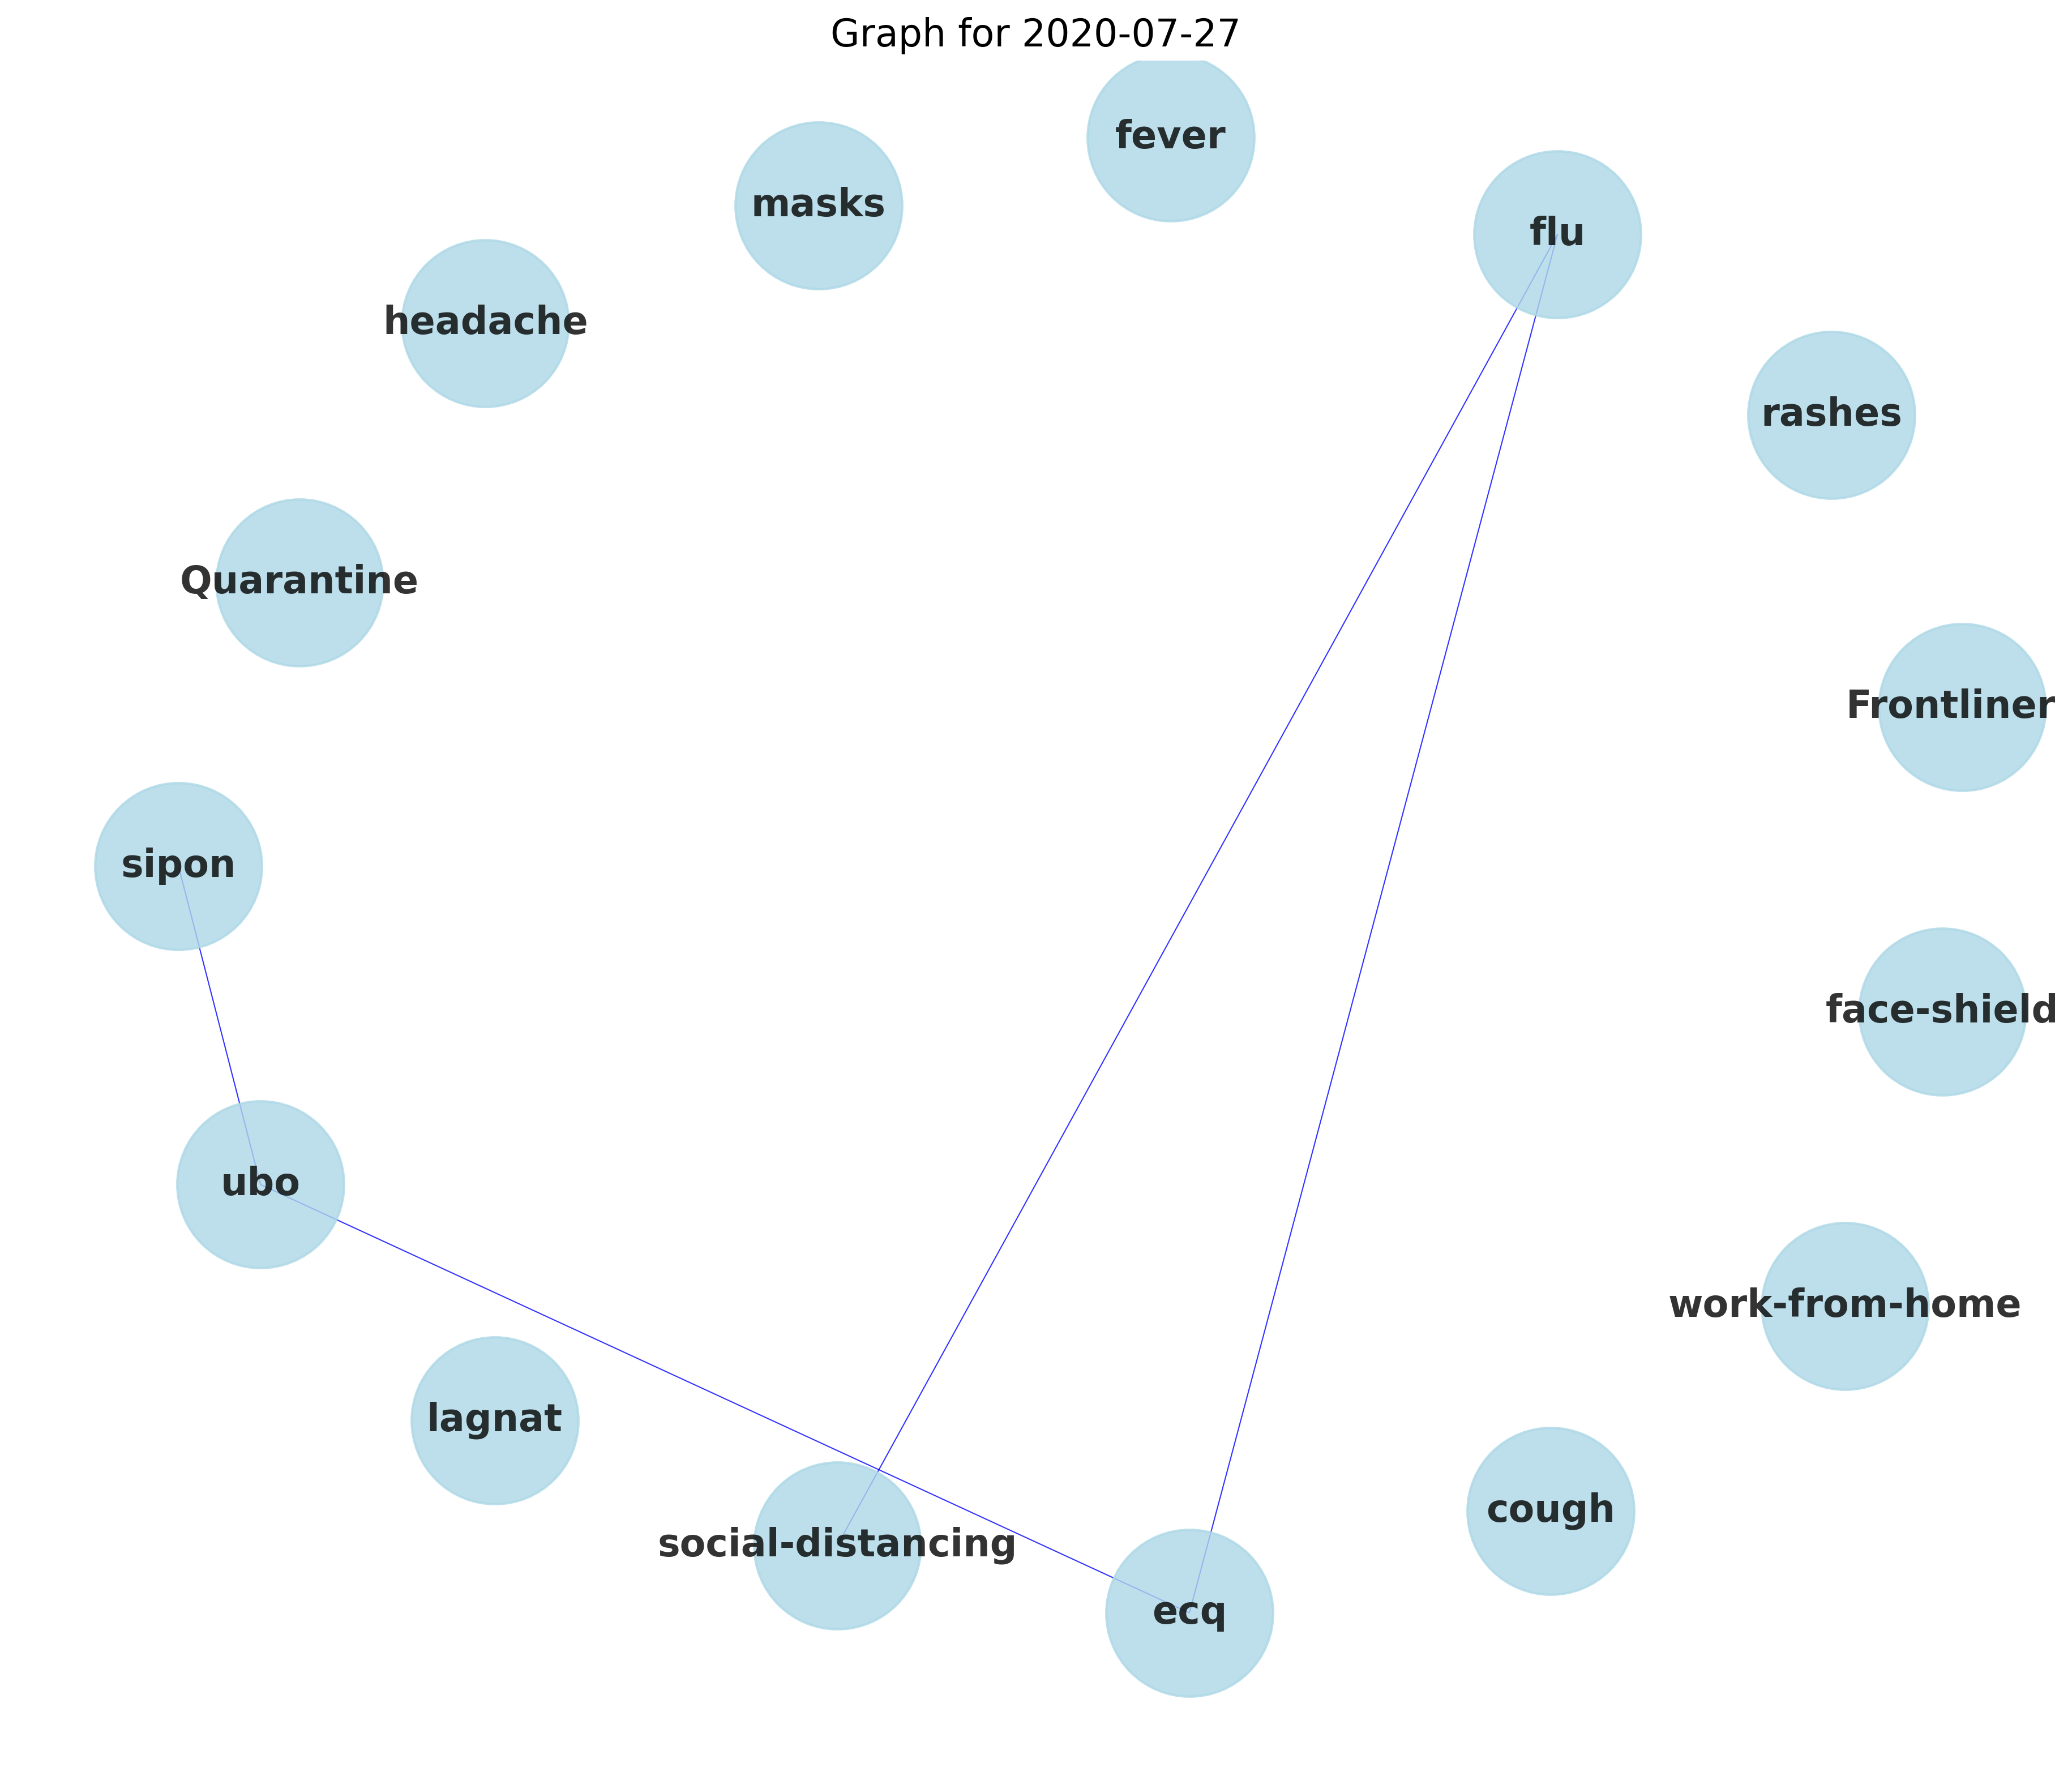 Graph for 2020-07-27
fever
masks
flu
headache
rashes
Quarantine
Frontliner
sipon
face-shield
ubo
work-from-home
lagnat
cough
social-distancing
ecq